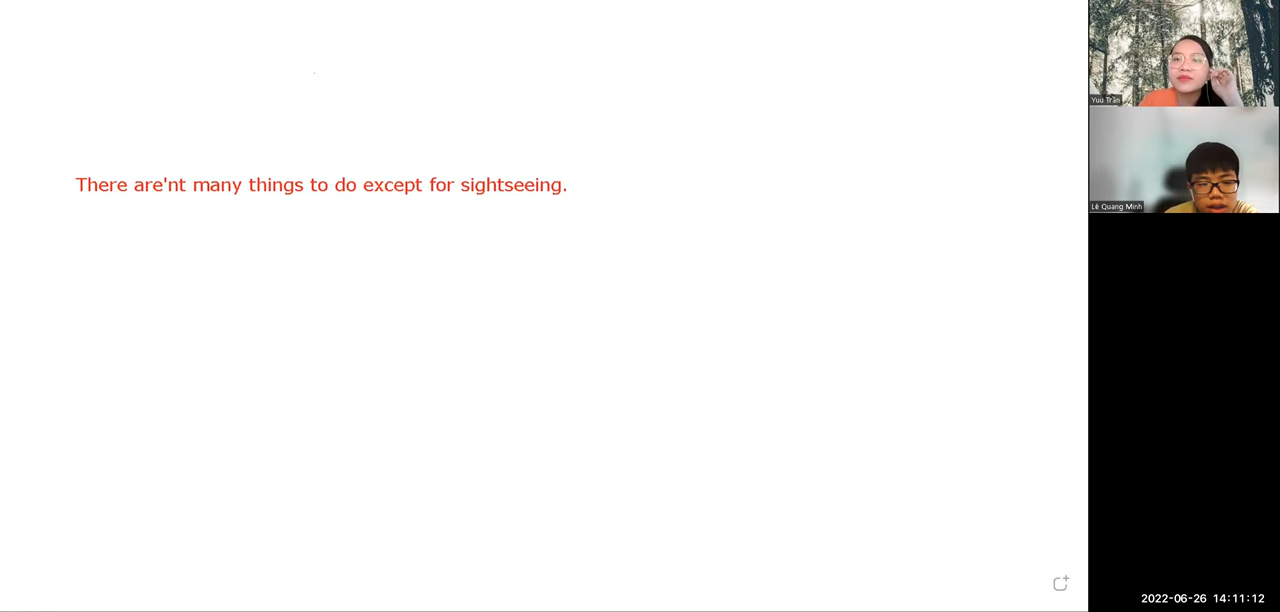 Yuu Trần
There are'nt many things to do except for sightseeing.
Lê Quang Minh
2022-06-26 14:11:12